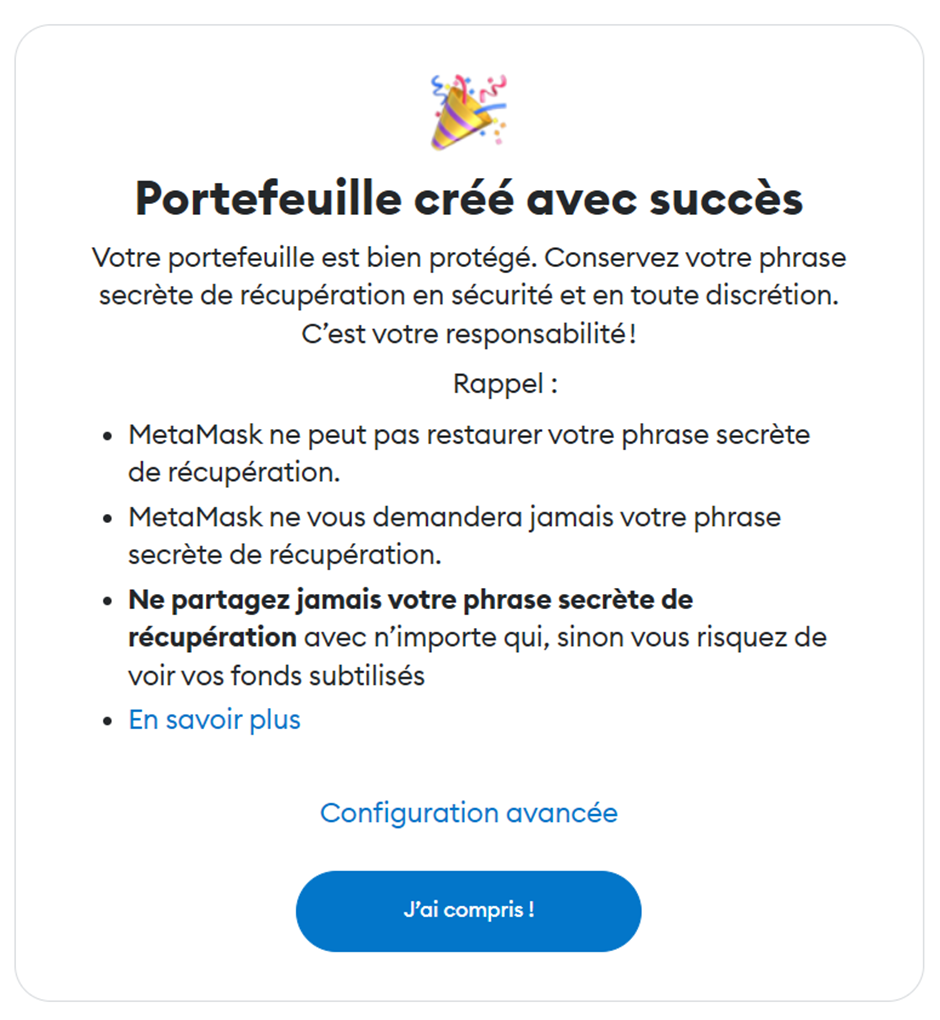 Portefeuille créé avec succès
Votre portefeuille est bien protégé. Conservez votre phrase
secrète de récupération en sécurité et en toute discrétion.
C’est votre responsabilité !
Rappel :
• MetaMask ne peut pas restaurer votre phrase secrète
de récupération.
• MetaMask ne vous demandera jamais votre phrase
secrète de récupération.
• Ne partagez jamais votre phrase secrète de
récupération avec n’importe qui, sinon vous risquez de
voir vos fonds subtilisés
• En savoir plus
Configuration avancée
J’ai compris !